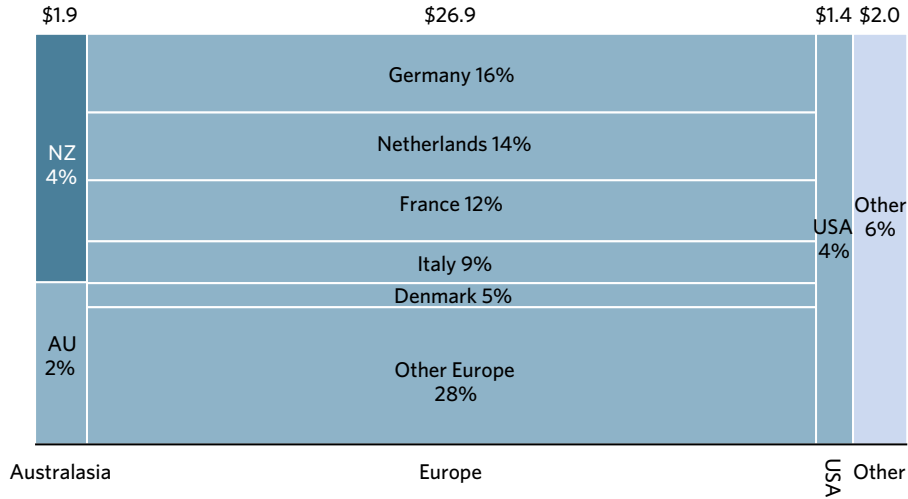 $1.9 $26.9 $1.4 $2.0
Germany 16%
Netherlands 14%
France 12%
Italy 9%
Denmark 5%
Other Europe
28%
NZ
4%
AU
2%
USA
4%
Other
6%
Australasia Europe USA Other